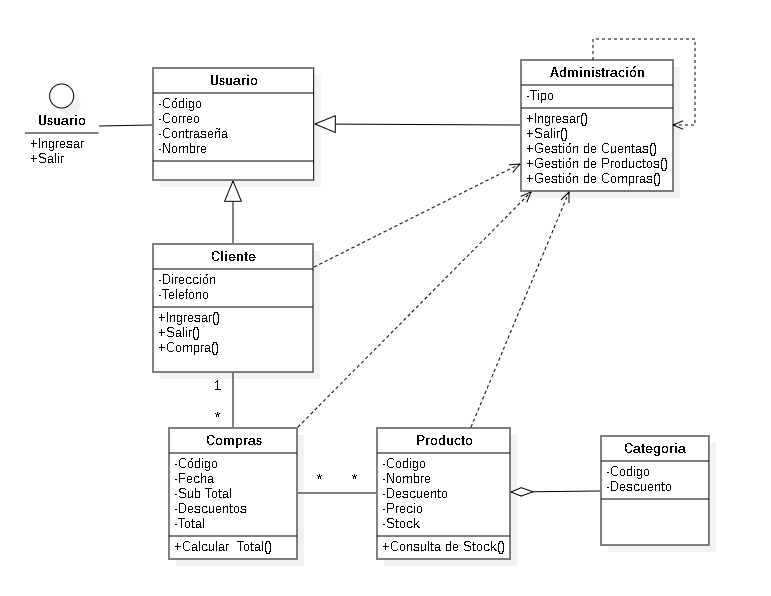 Usuario
+Ingresar
+Salir
Usuario
-Código
-Correo
-Contraseña
-Nombre
Administración
-Tipo
+Ingresar()
+Salir()
+Gestión de Cuentas()
+Gestión de Productos()
+Gestión de Compras()
Cliente
-Dirección
-Telefono
+Ingresar()
+Salir()
+Compra()
1
*
Compras
-Código
-Fecha
-Sub Total
-Descuentos
-Total
+Calcular Total()
* *
Producto
-Codigo
-Nombre
-Descuento
-Precio
-Stock
+Consulta de Stock()
Categoria
-Codigo
-Descuento